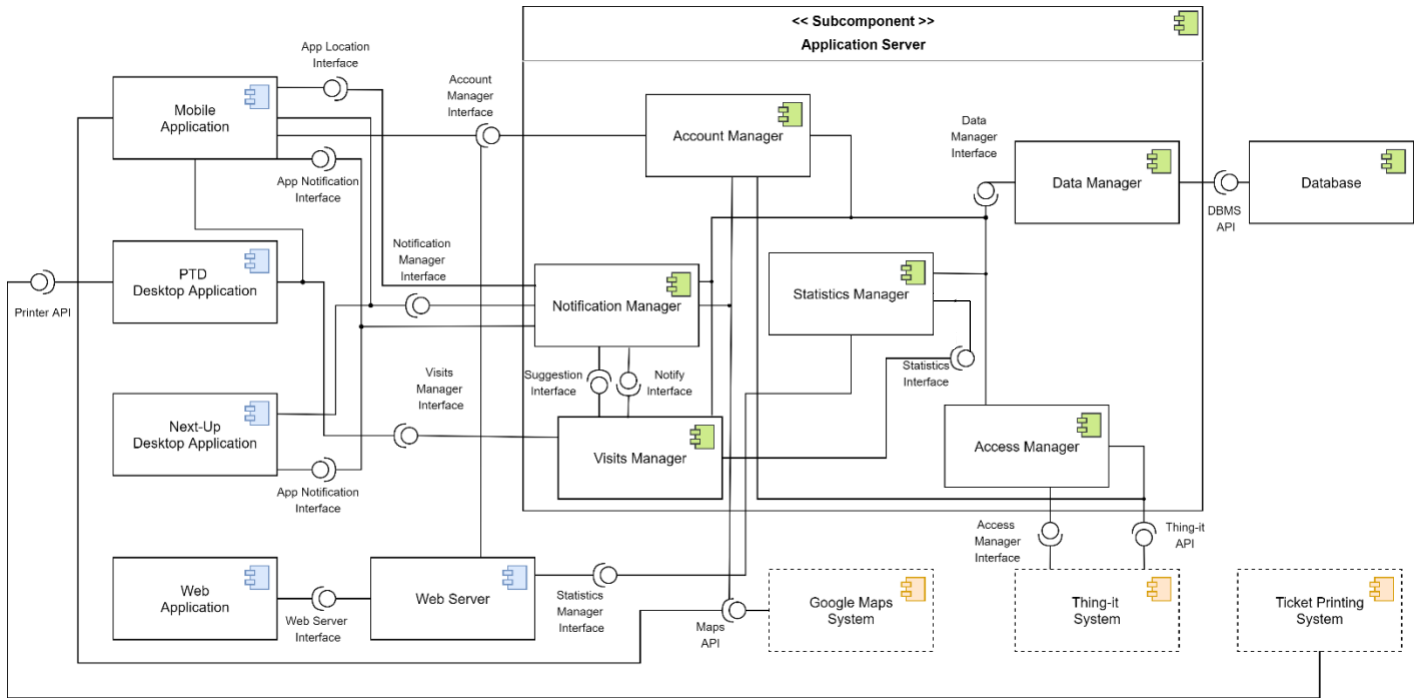 << Subcomponent >>
Application Server
App Location
Interface
Account
Manager
Interface
Mobile
Application
Account Manager
Data
Manager
Interface
Data Manager
Database
App Notification
Interface
DBMS
API
PTD
Desktop Application
Notification
Manager
Interface
Notification Manager
Statistics Manager
Printer API
Visits
Manager
Interface
Suggestion
Interface
Notify
Interface
Statistics
Interface
Next-Up
Desktop Application
Visits Manager
Access Manager
App Notification
Interface
Access
Manager
Interface
Thing-it
API
Web
Application
Web Server
Interface
Web Server
Statistics
Manager
Interface
Maps
API
Google Maps
System
Thing-it
System
Ticket Printing
System